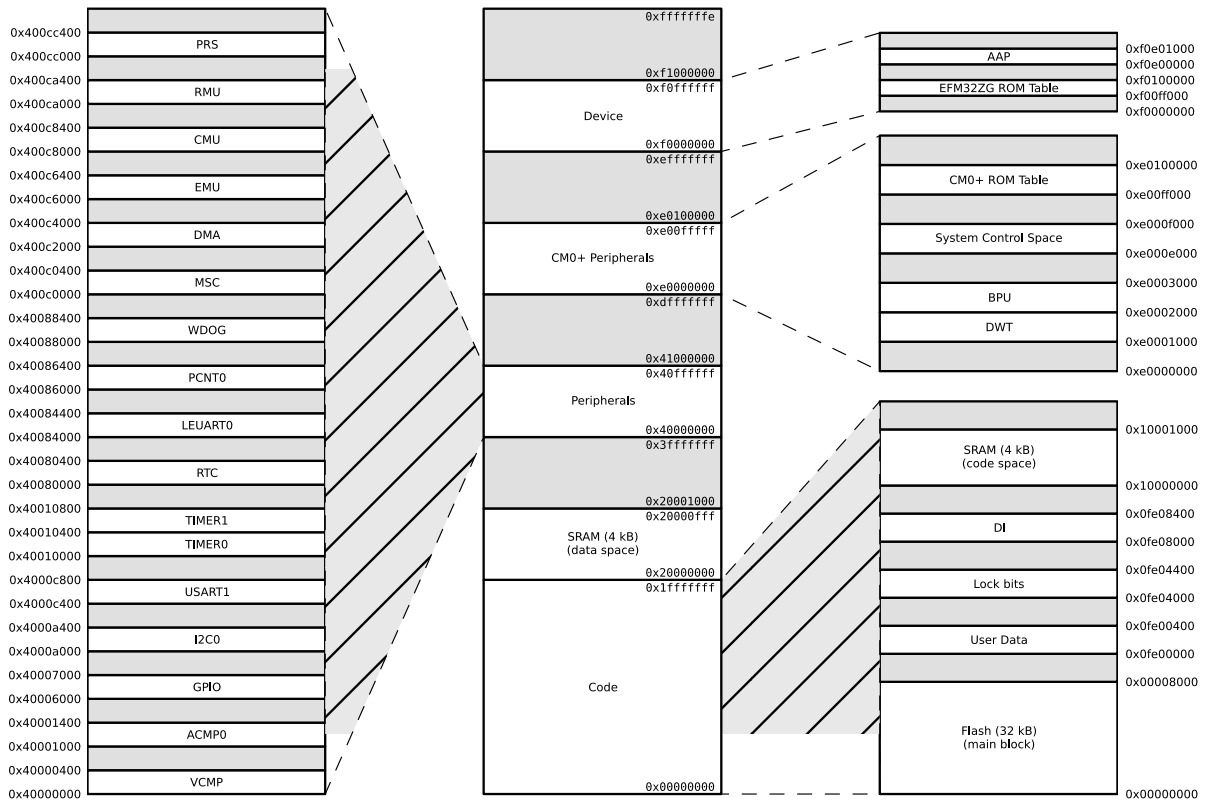 0x400cc400
PRS
0x400cc000
0x400ca400
RMU
0x400ca000
0x400c8400
CMU
0x400c8000
0x400c6400
EMU
0x400c6000
0x400c4000
DMA
0x400c2000
0x400c0400
MSC
0x400c0000
0x40088400
WDOG
0x40088000
0x40086400
PCNT0
0x40086000
0x40084400
LEUART0
0x40084000
0x40080400
RTC
0x40080000
0x40010800
TIMER1
0x40010400
TIMER0
0x40010000
0x4000c800
USART1
0x4000c400
0x4000a400
I2C0
0x4000a000
0x40007000
GPIO
0x40006000
0x40001400
ACMP0
0x40001000
0x40000400
VCMP
0x40000000
0xfffffffe
0xf1000000
0xf0ffffff
Device
0xf0000000
0xefffffff
0xe0100000
0xe00fffff
CM0+ Peripherals
0xe0000000
0xdfffffff
0x41000000
0x40ffffff
Peripherals
0x40000000
0x3fffffff
0x20001000
0x20000fff
SRAM (4 kB)
(data space)
0x20000000
0x1fffffff
Code
0x00000000
0xf0e01000
AAP
0xf0e00000
0xf0100000
EFM32ZG ROM Table
0xf00ff000
0xf0000000
0xe0100000
CM0+ ROM Table
0xe00ff000
0xe000f000
System Control Space
0xe000e000
0xe0003000
BPU
0xe0002000
DWT
0xe0001000
0xe0000000
0x10001000
SRAM (4 kB)
(code space)
0x10000000
0x0fe08400
DI
0x0fe08000
0x0fe04400
Lock bits
0x0fe04000
0x0fe00400
User Data
0x0fe00000
0x00008000
Flash (32 kB)
(main block)
0x00000000